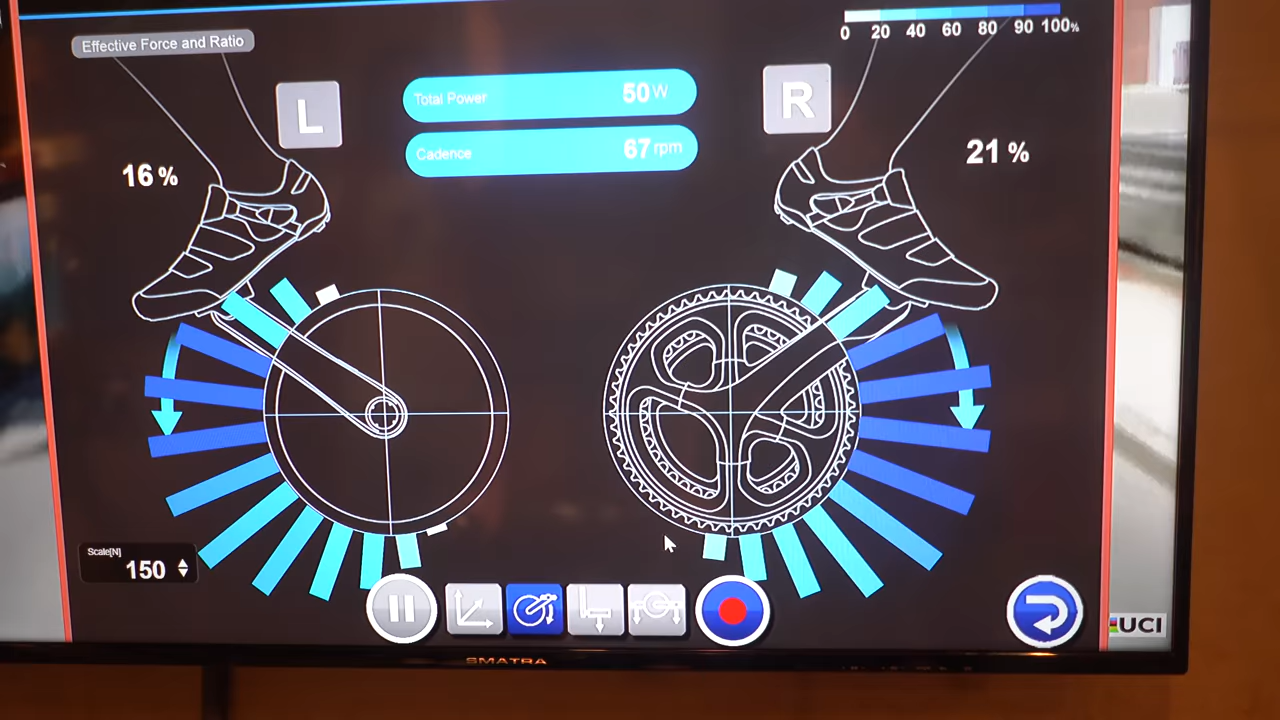 Effective Force and Ratio
0 20 40 60 80 90 100%
L
Total Power 50 W
R
Cadence 67 rpm
16 %
21 %
Scale[N]
150
UCI
SMATRA